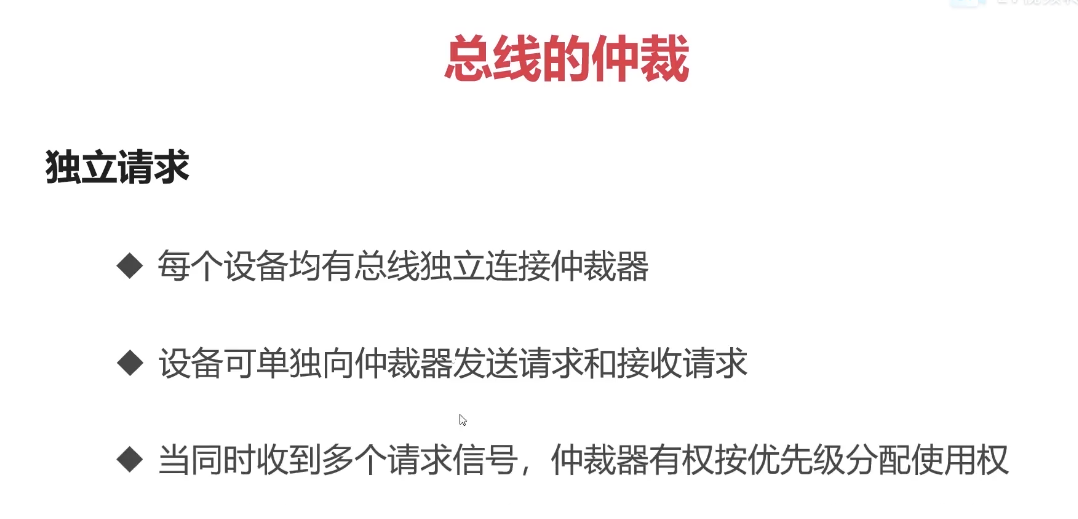 总线的仲裁
独立请求
每个设备均有总线独立连接仲裁器
设备可单独向仲裁器发送请求和接收请求
当同时收到多个请求信号，仲裁器有权按优先级分配使用权